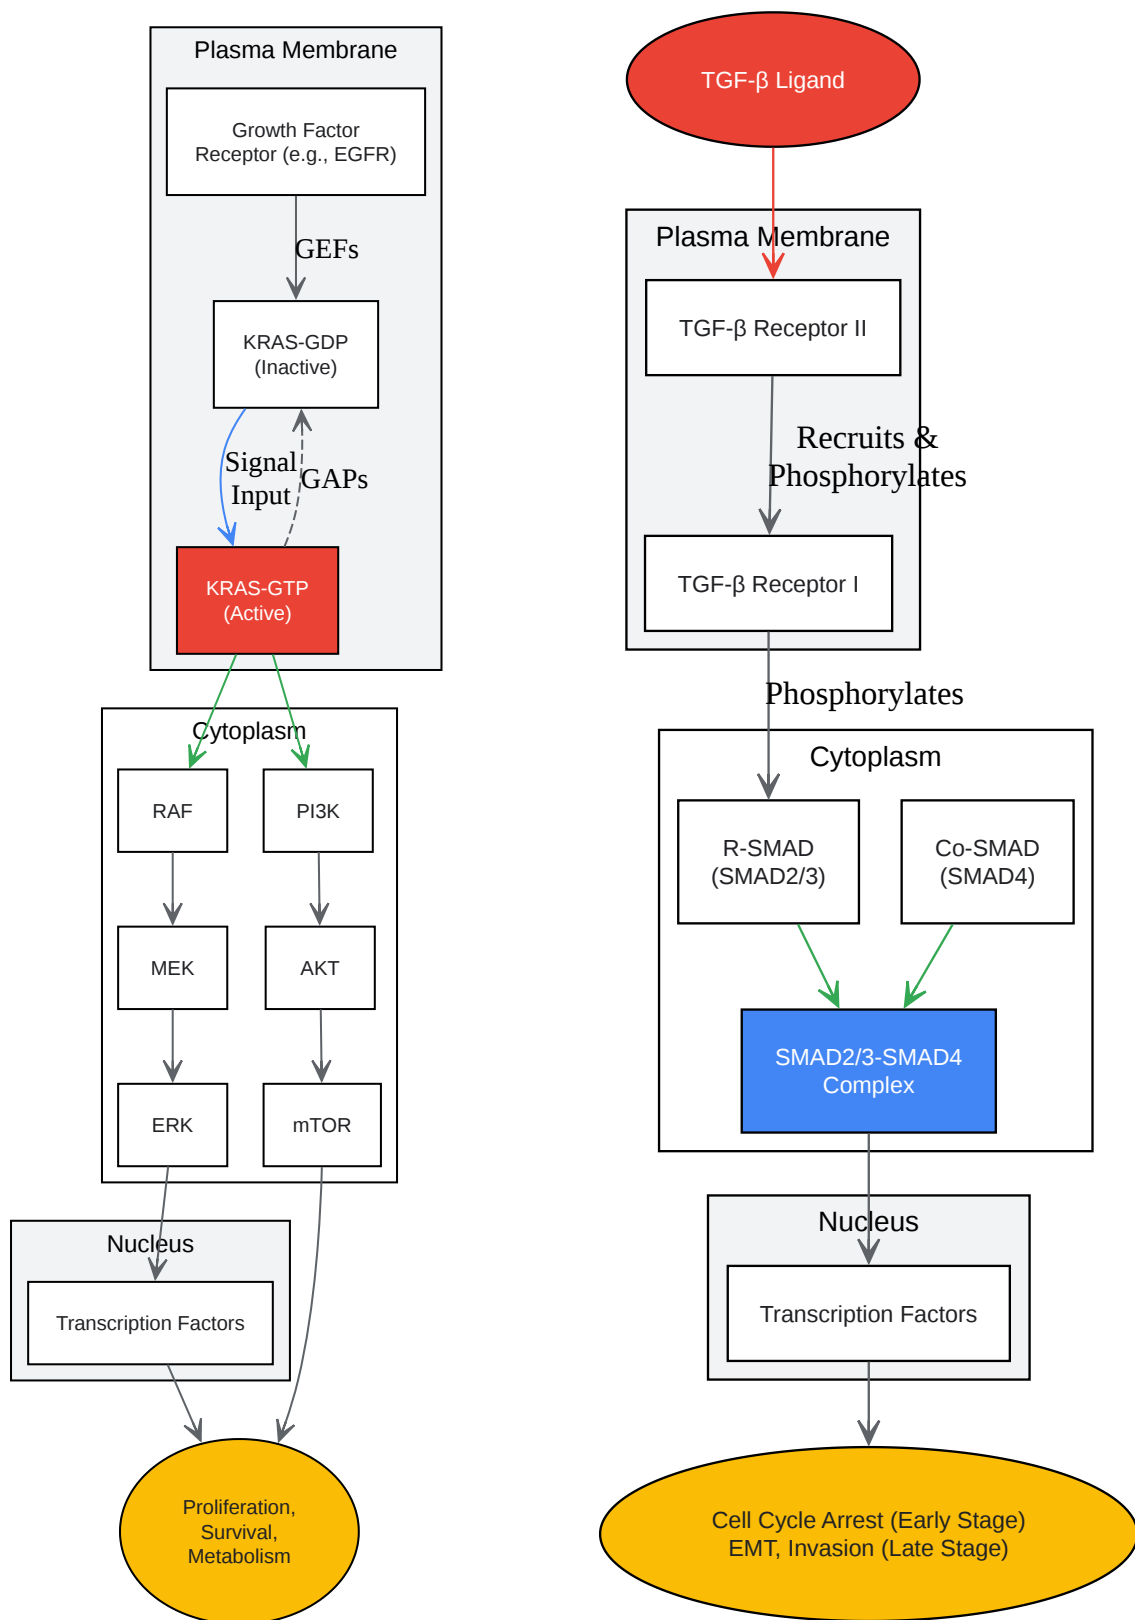 Plasma Membrane
Growth Factor
Receptor (e.g., EGFR)
GEFs
KRAS-GDP
(Inactive)
Signal
Input
GAPs
KRAS-GTP
(Active)
Cytoplasm
RAF
PI3K
MEK
AKT
ERK
mTOR
Nucleus
Transcription Factors
Proliferation,
Survival,
Metabolism
TGF-β Ligand
Plasma Membrane
TGF-β Receptor II
Recruits &
Phosphorylates
TGF-β Receptor I
Phosphorylates
Cytoplasm
R-SMAD
(SMAD2/3)
Co-SMAD
(SMAD4)
SMAD2/3-SMAD4
Complex
Nucleus
Transcription Factors
Cell Cycle Arrest (Early Stage)
EMT, Invasion (Late Stage)